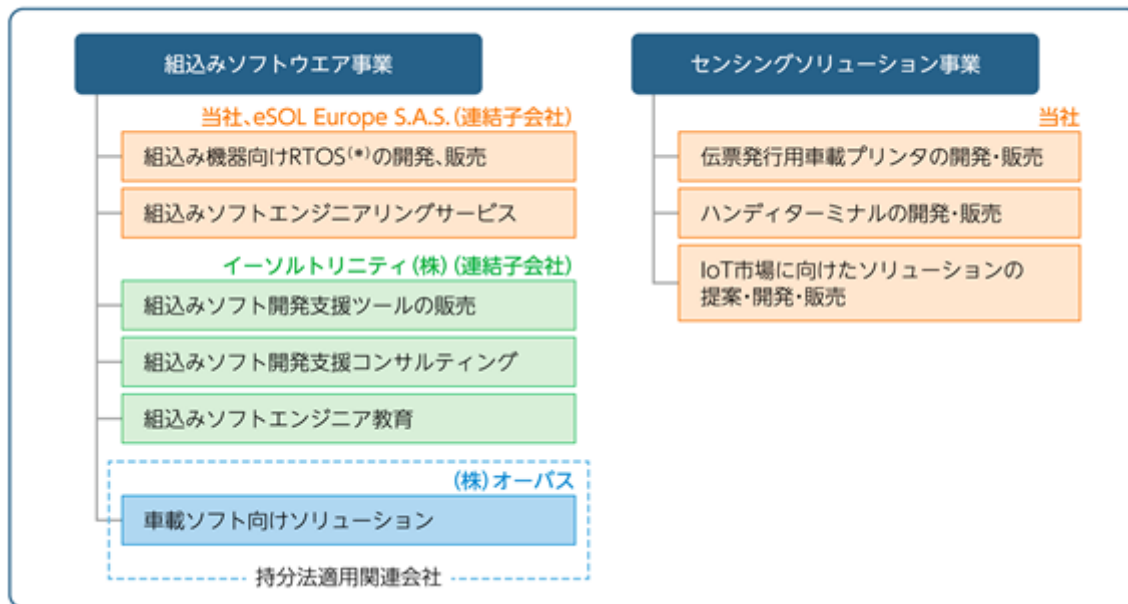 組込みソフトウエア事業
当社、eSOL Europe S.A.S.(連結子会社)
組込み機器向けRTOS(*)の開発、販売
組込みソフトエンジニアリングサービス
イーソルトリニティ(株)(連結子会社)
組込みソフト開発支援ツールの販売
組込みソフト開発支援コンサルティング
組込みソフトエンジニア教育
(株)オーバス
車載ソフト向けソリューション
持分法適用関連会社
センシングソリューション事業
当社
伝票発行用車載プリンタの開発・販売
ハンディターミナルの開発・販売
IoT市場に向けたソリューションの
提案・開発・販売